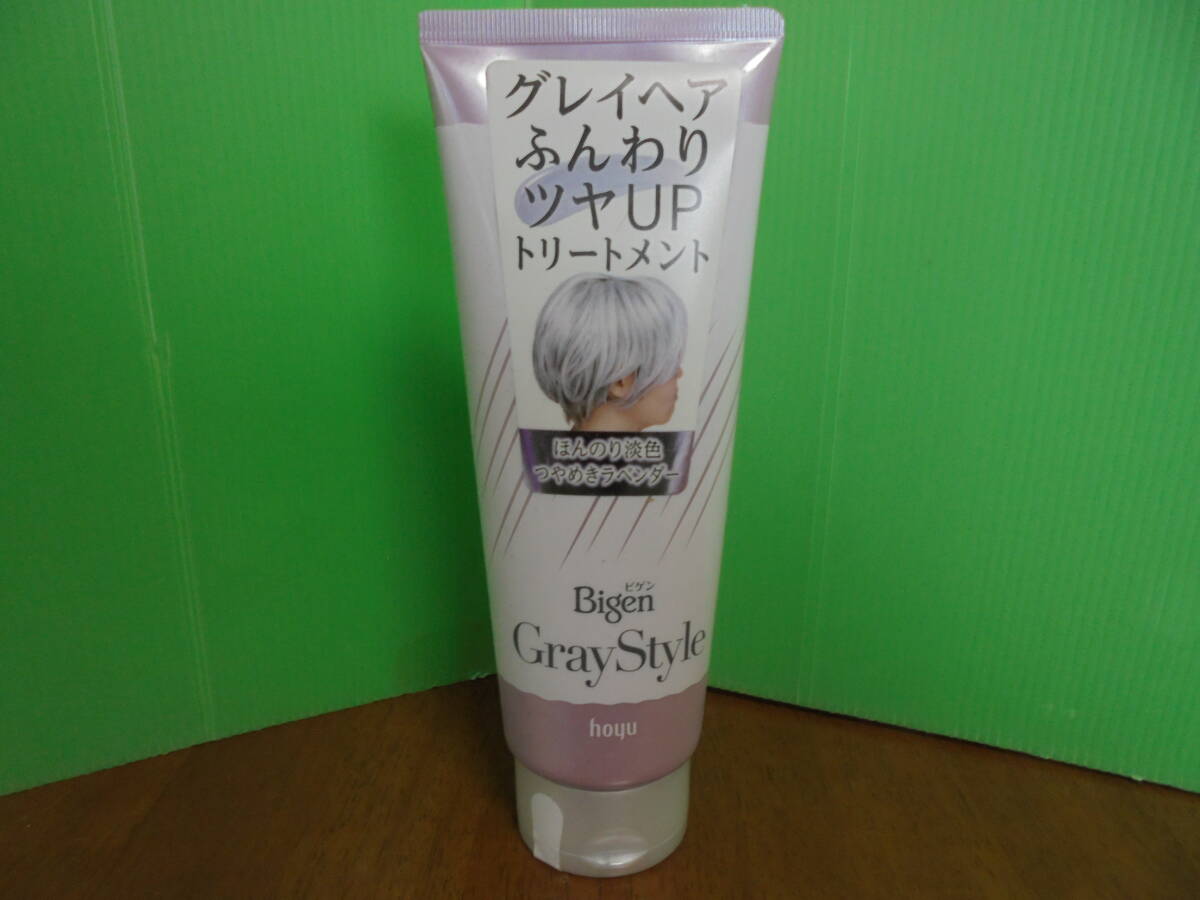 グレイヘア
ふんわり
ツヤUP
トリートメント
ほんのり淡色
つやめきラベンダー
ビゲン
Bigen
GrayStyle
hoyu